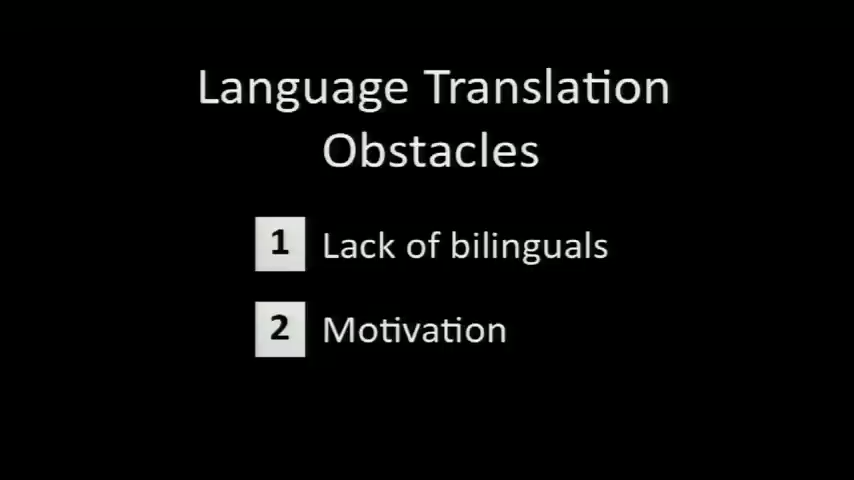 Language Translation
Obstacles
1 Lack of bilinguals
2 Motivation